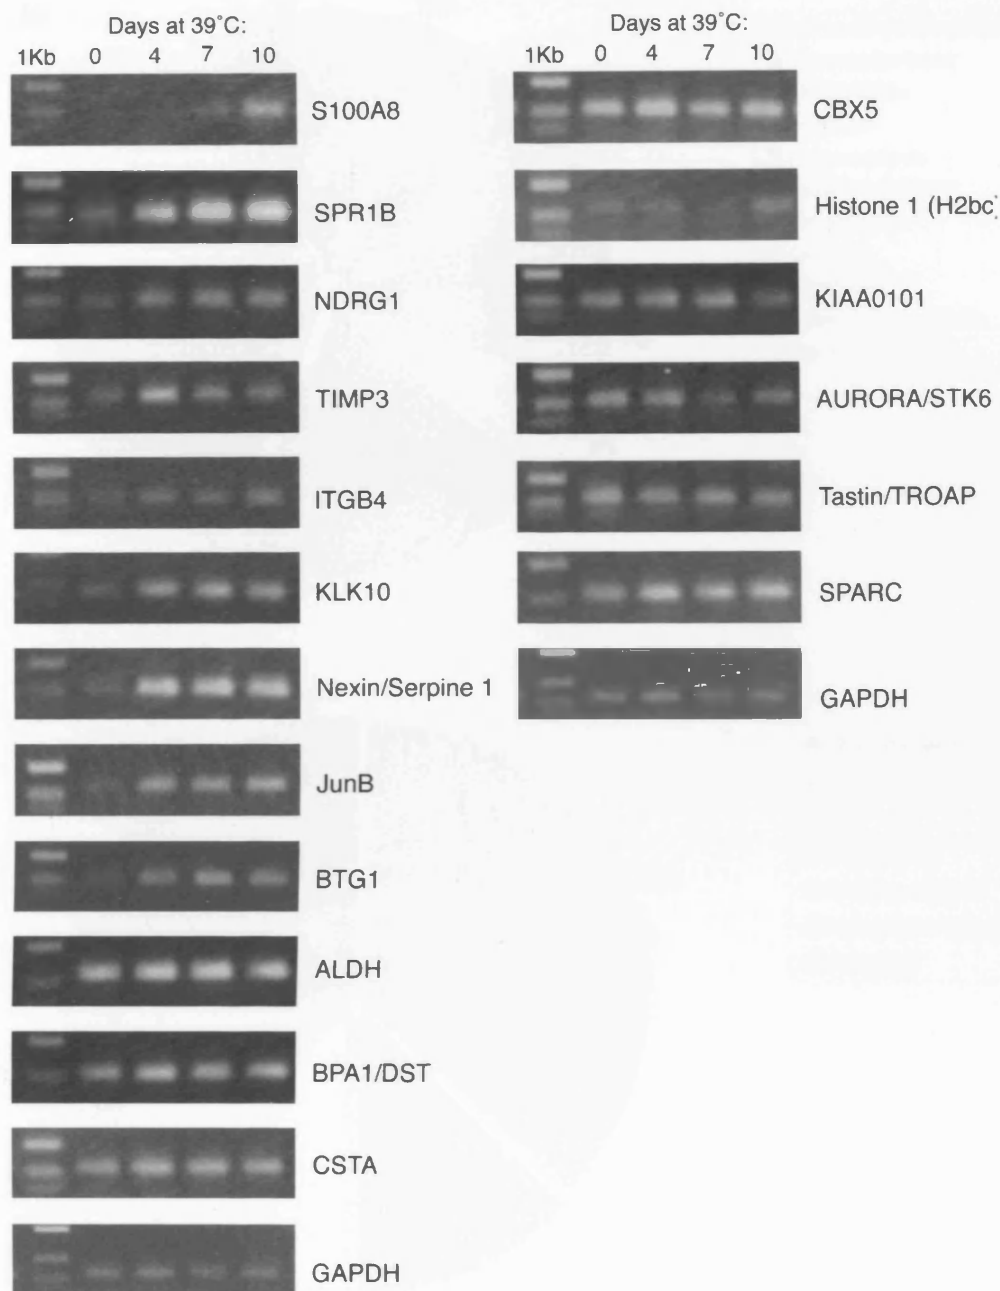 Days at 39°C:
1Kb 0 4 7 10
S100A8
SPR1B
NDRG1
TIMP3
ITGB4
KLK10
Nexin/Serpine 1
JunB
BTG1
ALDH
BPA1/DST
CSTA
GAPDH
Days at 39°C:
1Kb 0 4 7 10
CBX5
Histone 1 (H2bc)
KIAA0101
AURORA/STK6
Tastin/TROAP
SPARC
GAPDH